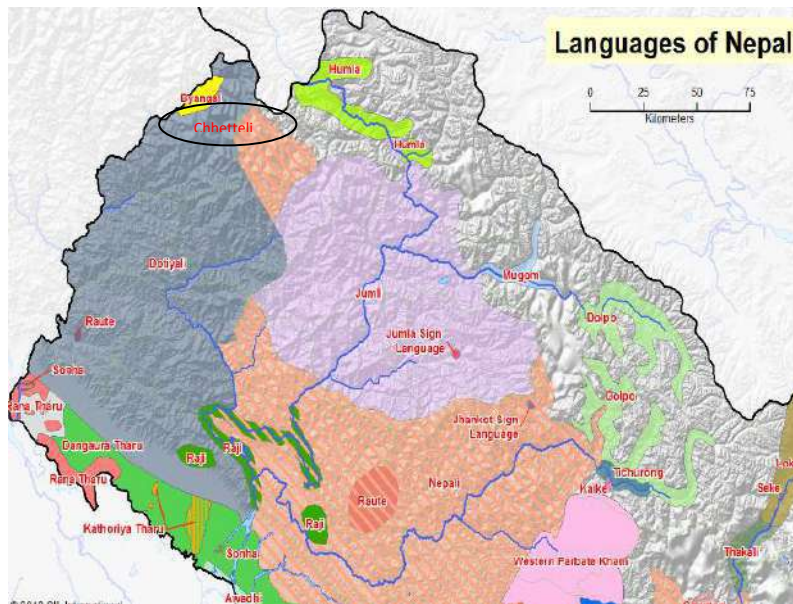 Languages of Nepal
0 25 50 75
Kilometers
Humla
Byangsi
Chhetteli
Humla
Dotiyali
Mugom
Jumli
Dolpo
Raute
Jumla Sign
Language
Sonha
Rana Tharu
Dolpo
Jhankot Sign
Language
Dangaura Tharu
Raji
Raji
Rana Tharu
Tichurong
Nepali
Kaike
Raute
Lok
Seke
Kathoriya Tharu
Raji
Sonha
Western Parbate Kham
Thakali
Awadhi